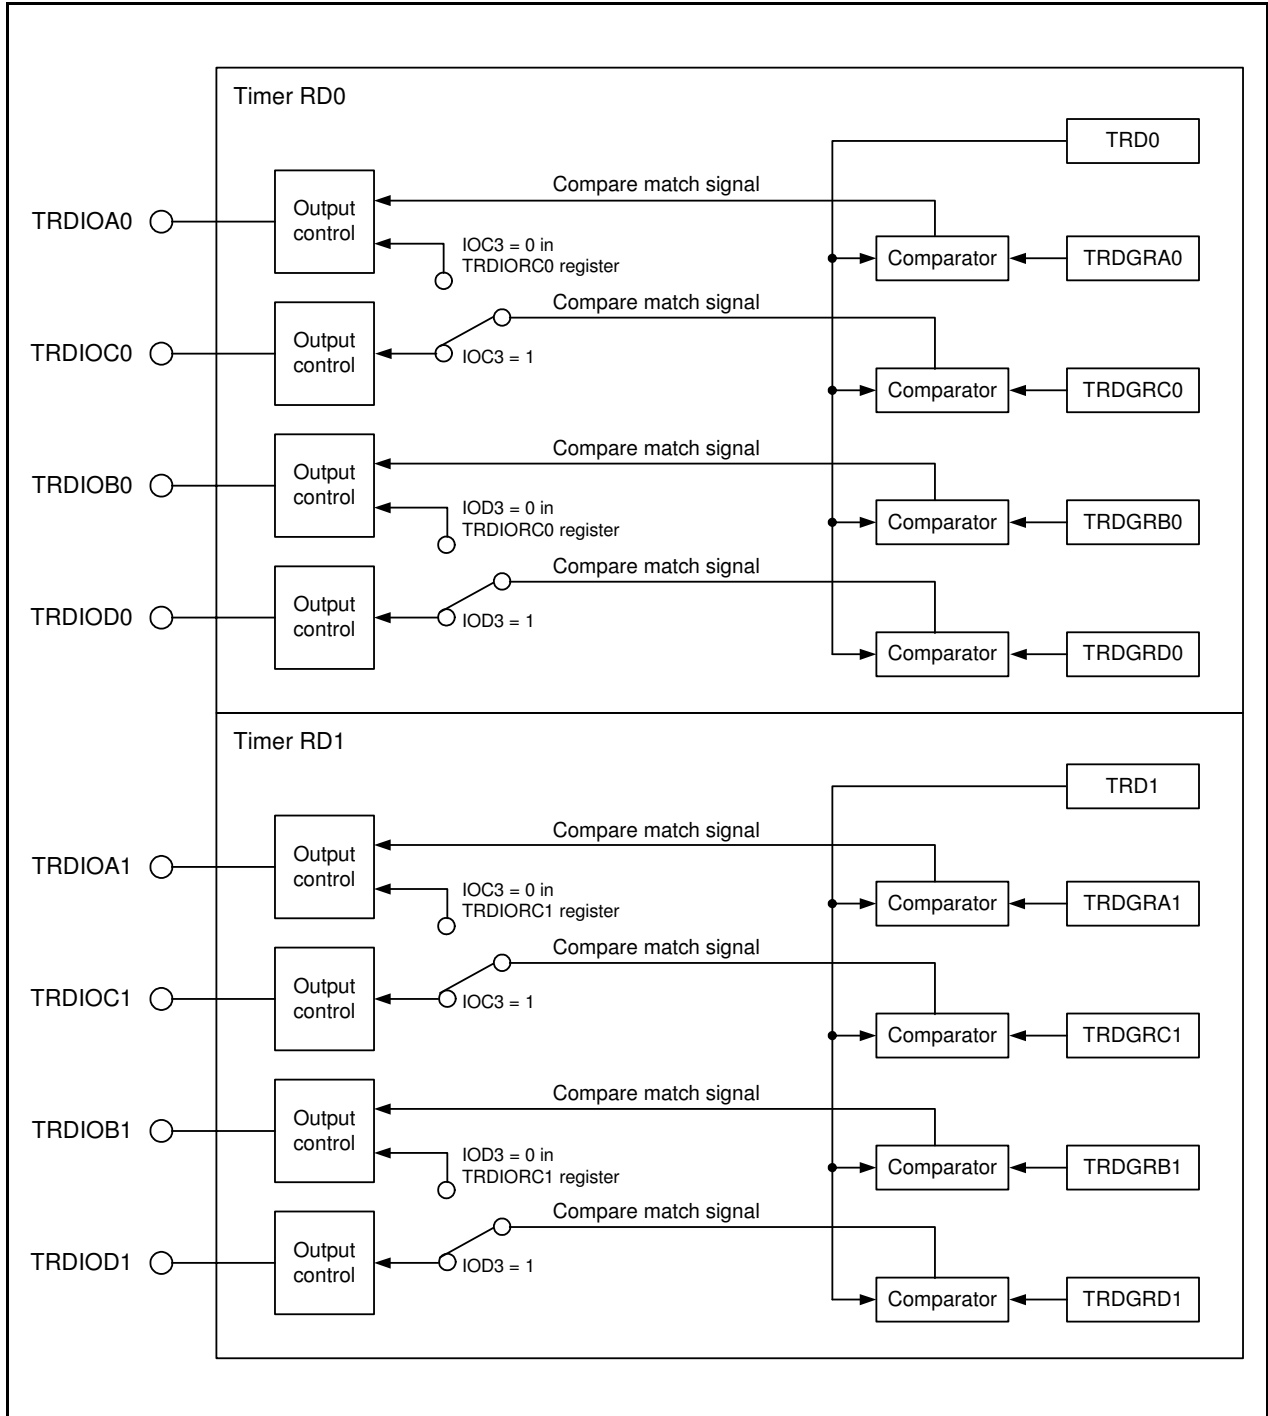 Timer RD0
TRD0
Compare match signal
TRDIOA0
Output
control
IOC3 = 0 in
TRDIORC0 register
Comparator
TRDGRA0
Compare match signal
TRDIOC0
Output
control
IOC3 = 1
Comparator
TRDGRC0
Compare match signal
TRDIOB0
Output
control
IOD3 = 0 in
TRDIORC0 register
Comparator
TRDGRB0
Compare match signal
TRDIOD0
Output
control
IOD3 = 1
Comparator
TRDGRD0
Timer RD1
TRD1
Compare match signal
TRDIOA1
Output
control
IOC3 = 0 in
TRDIORC1 register
Comparator
TRDGRA1
Compare match signal
TRDIOC1
Output
control
IOC3 = 1
Comparator
TRDGRC1
Compare match signal
TRDIOB1
Output
control
IOD3 = 0 in
TRDIORC1 register
Comparator
TRDGRB1
Compare match signal
TRDIOD1
Output
control
IOD3 = 1
Comparator
TRDGRD1